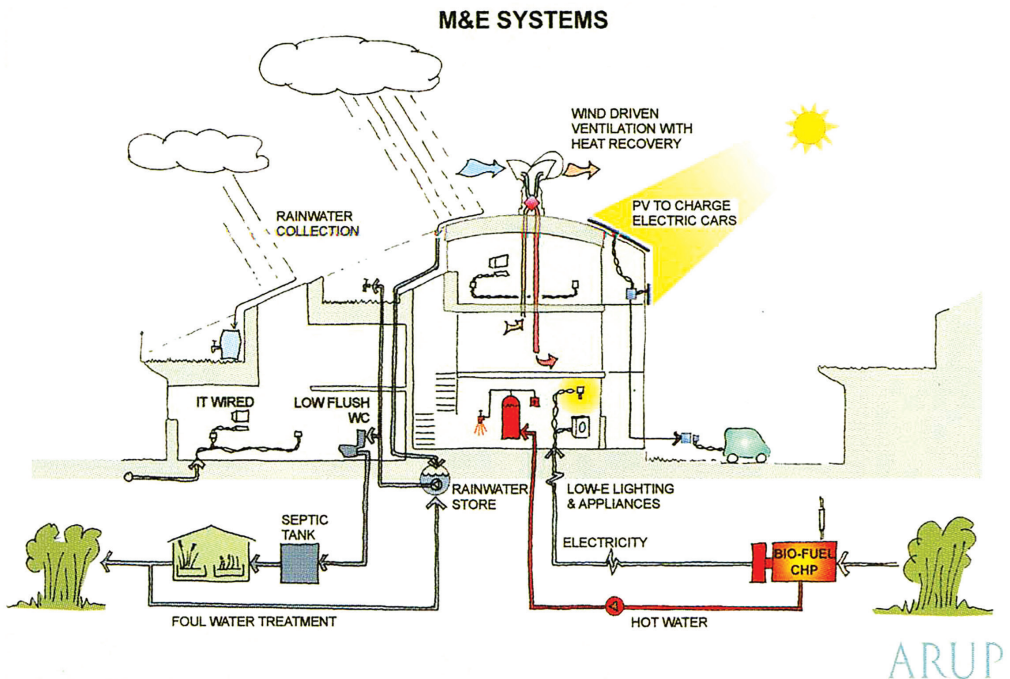 M&E SYSTEMS
WIND DRIVEN
VENTILATION WITH
HEAT RECOVERY
PV TO CHARGE
ELECTRIC CARS
RAINWATER
COLLECTION
IT WIRED
LOW FLUSH
WC
RAINWATER
STORE
LOW-E LIGHTING
& APPLIANCES
SEPTIC
TANK
ELECTRICITY
BIO-FUEL
CHP
FOUL WATER TREATMENT
HOT WATER
ARUP